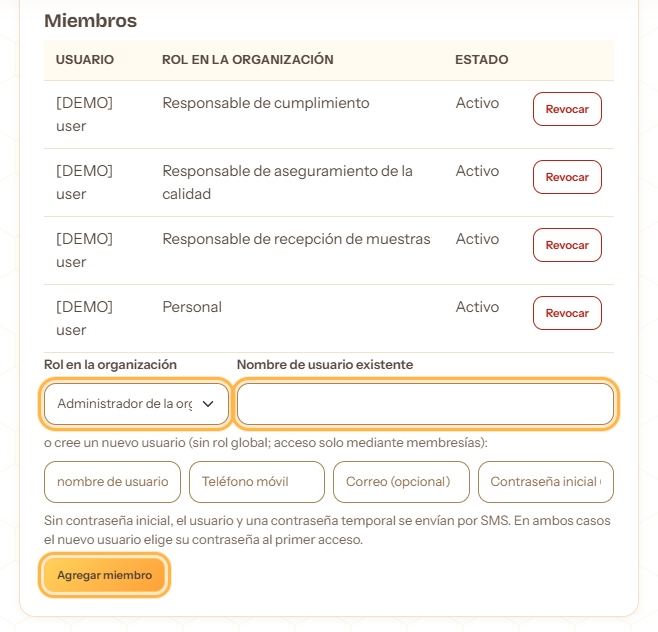 Miembros
USUARIO ROL EN LA ORGANIZACIÓN ESTADO
[DEMO] user Responsable de cumplimiento Activo Revocar
[DEMO] user Responsable de aseguramiento de la calidad Activo Revocar
[DEMO] user Responsable de recepción de muestras Activo Revocar
[DEMO] user Personal Activo Revocar
Rol en la organización Nombre de usuario existente
Administrador de la org
o cree un nuevo usuario (sin rol global; acceso solo mediante membresías):
nombre de usuario Teléfono móvil Correo (opcional) Contraseña inicial (
Sin contraseña inicial, el usuario y una contraseña temporal se envían por SMS. En ambos casos
el nuevo usuario elige su contraseña al primer acceso.
Agregar miembro